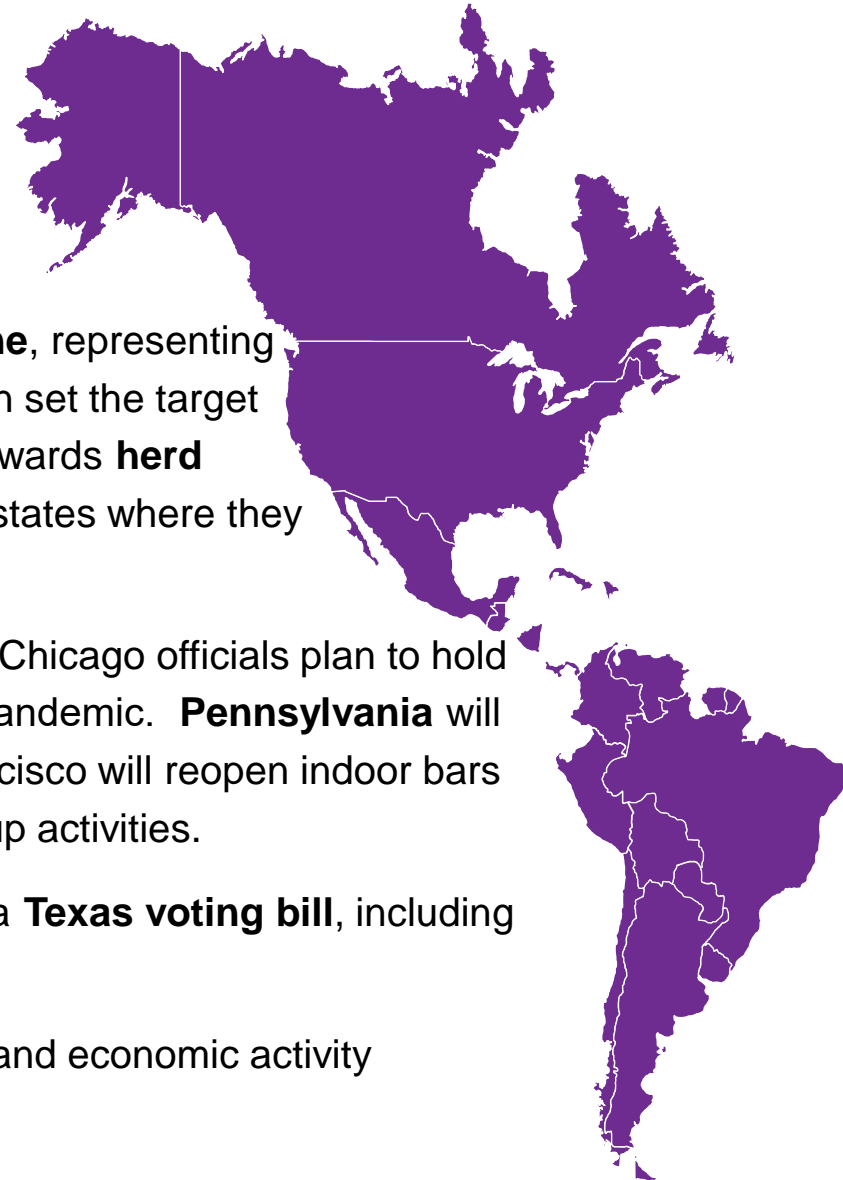 ne, representing
n set the target
wards herd
states where they
Chicago officials plan to hold
andemic. Pennsylvania will
cisco will reopen indoor bars
up activities.
a Texas voting bill, including
and economic activity